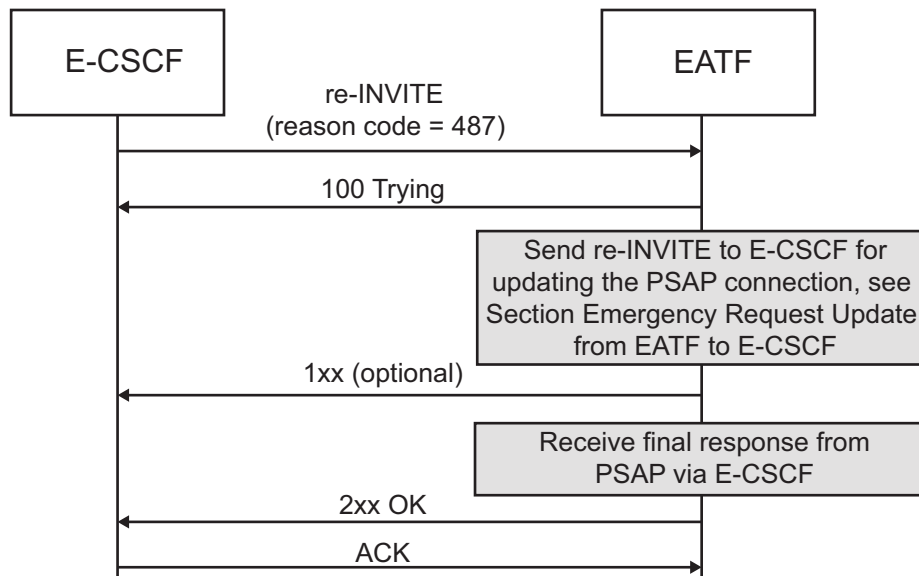 E-CSCF
EATF
re-INVITE
(reason code = 487)
100 Trying
Send re-INVITE to E-CSCF for
updating the PSAP connection, see
Section Emergency Request Update
from EATF to E-CSCF
1xx (optional)
Receive final response from
PSAP via E-CSCF
2xx OK
ACK